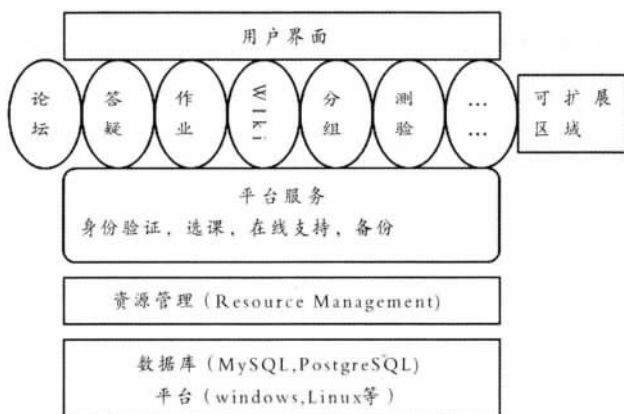 用户界面
论坛
答疑
作业
Wiki
分组
测验
……
可扩展
区域
平台服务
身份验证，选课，在线支持，备份
资源管理(Resource Management)
数据库(MySQL,PostgreSQL)
平台(windows,Linux等)